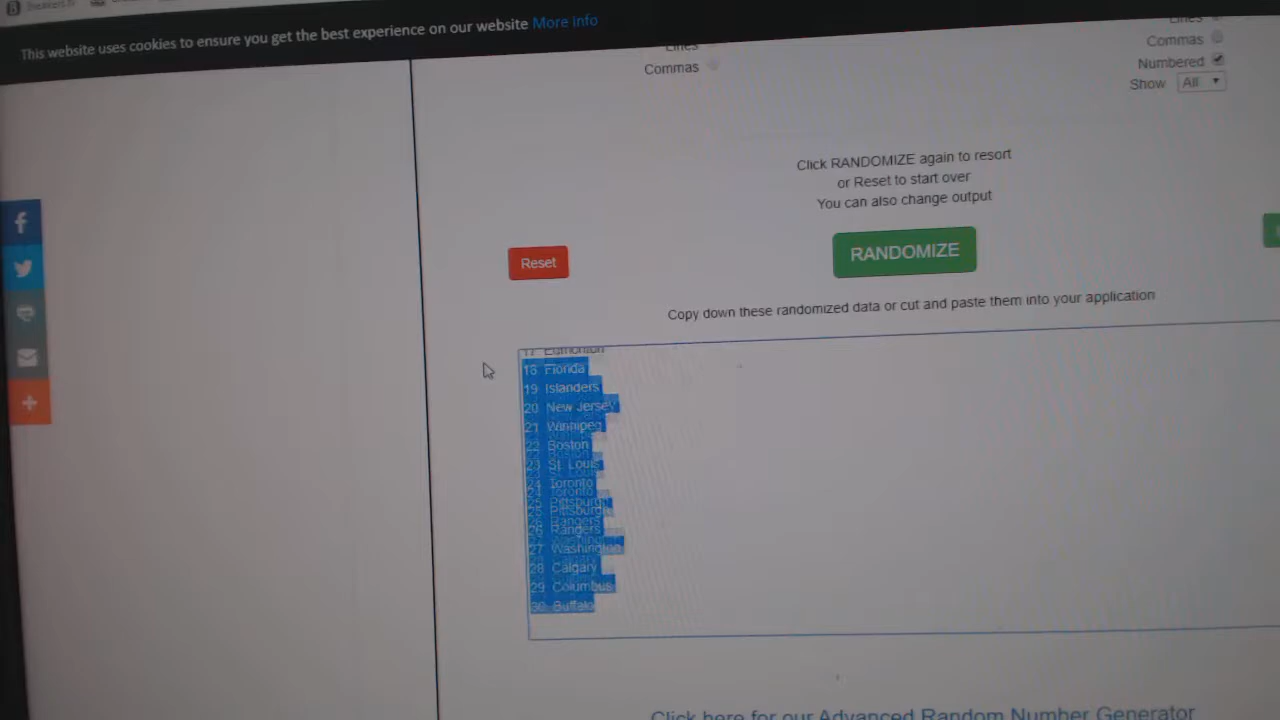 This website uses cookies to ensure you get the best experience on our website More info
Lines
Commas
Lines
Commas
Numbered
Show All
Click RANDOMIZE again to resort
or Reset to start over
You can also change output
Reset
RANDOMIZE
Copy down these randomized data or cut and paste them into your application
17 Edmonton
18 Florida
19 Islanders
20 New Jersey
21 Winnipeg
22 Boston
23 St. Louis
24 Toronto
25 Pittsburgh
26 Rangers
27 Washington
28 Calgary
29 Columbus
30 Buffalo
Click here for our Advanced Random Number Generator